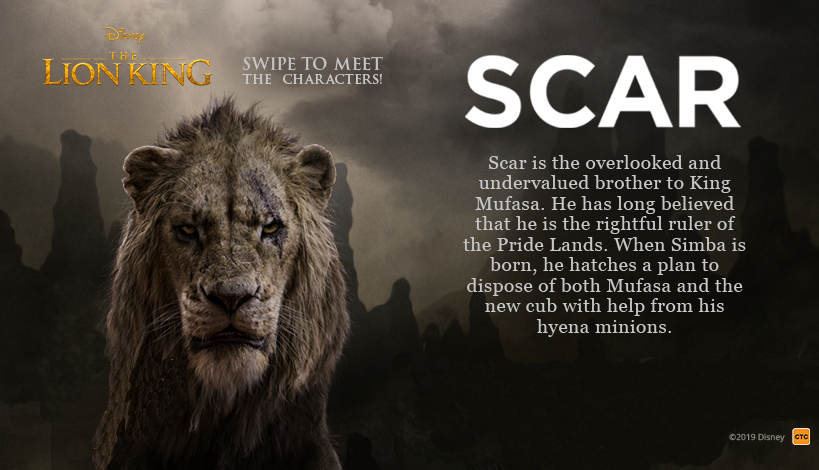 Disney
THE
LION KING
SWIPE TO MEET
THE CHARACTERS!
SCAR
Scar is the overlooked and
undervalued brother to King
Mufasa. He has long believed
that he is the rightful ruler of
the Pride Lands. When Simba is
born, he hatches a plan to
dispose of both Mufasa and the
new cub with help from his
hyena minions.
©2019 Disney
CTC